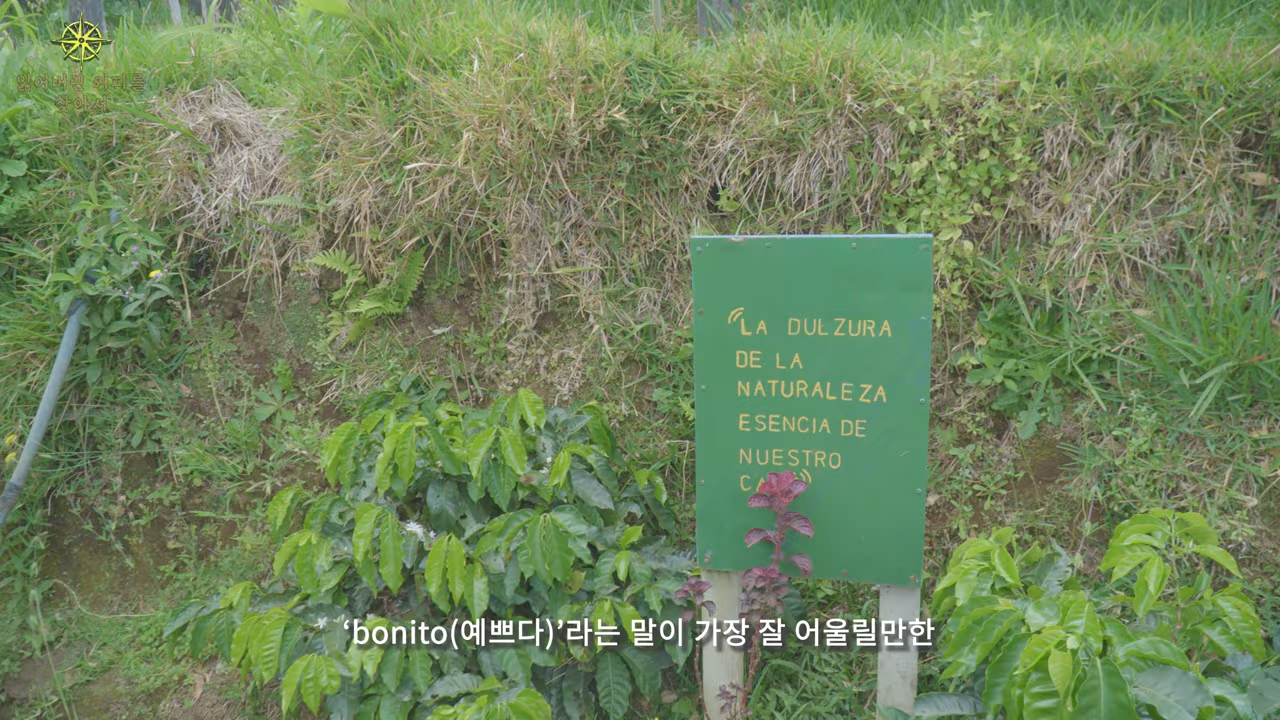 “LA DULZURA
DE LA
NATURALEZA
ESENCIA DE
NUESTRO
‘bonito(예쁘다)’라는 말이 가장 잘 어울릴만한